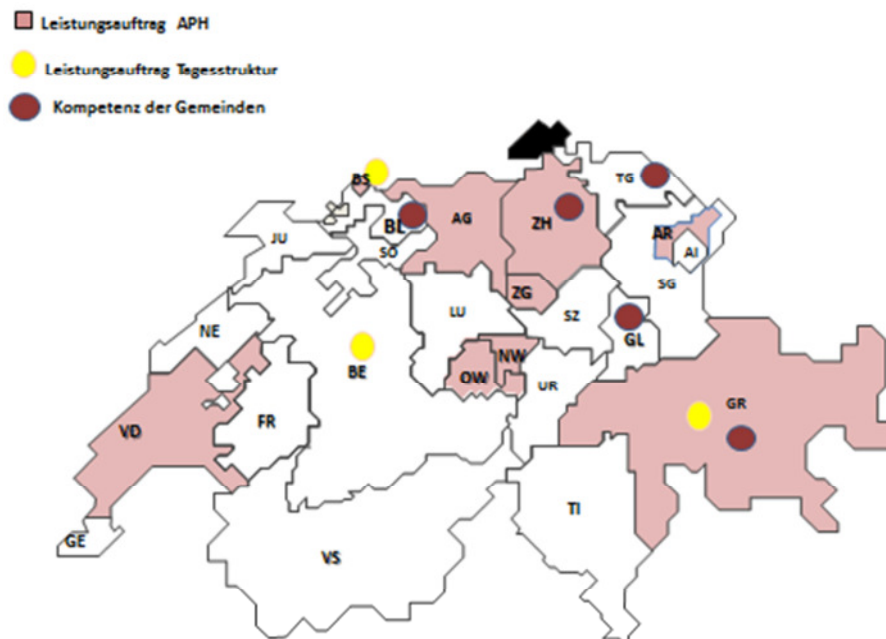 Leistungsauftrag APH
Leistungsauftrag Tagesstruktur
Kompetenz der Gemeinden
BS
TG
BL
AG
ZH
AR
JU
SO
AI
SG
ZG
NE
LU
SZ
GL
NW
BE
OW
UR
GR
VD
FR
TI
GE
VS